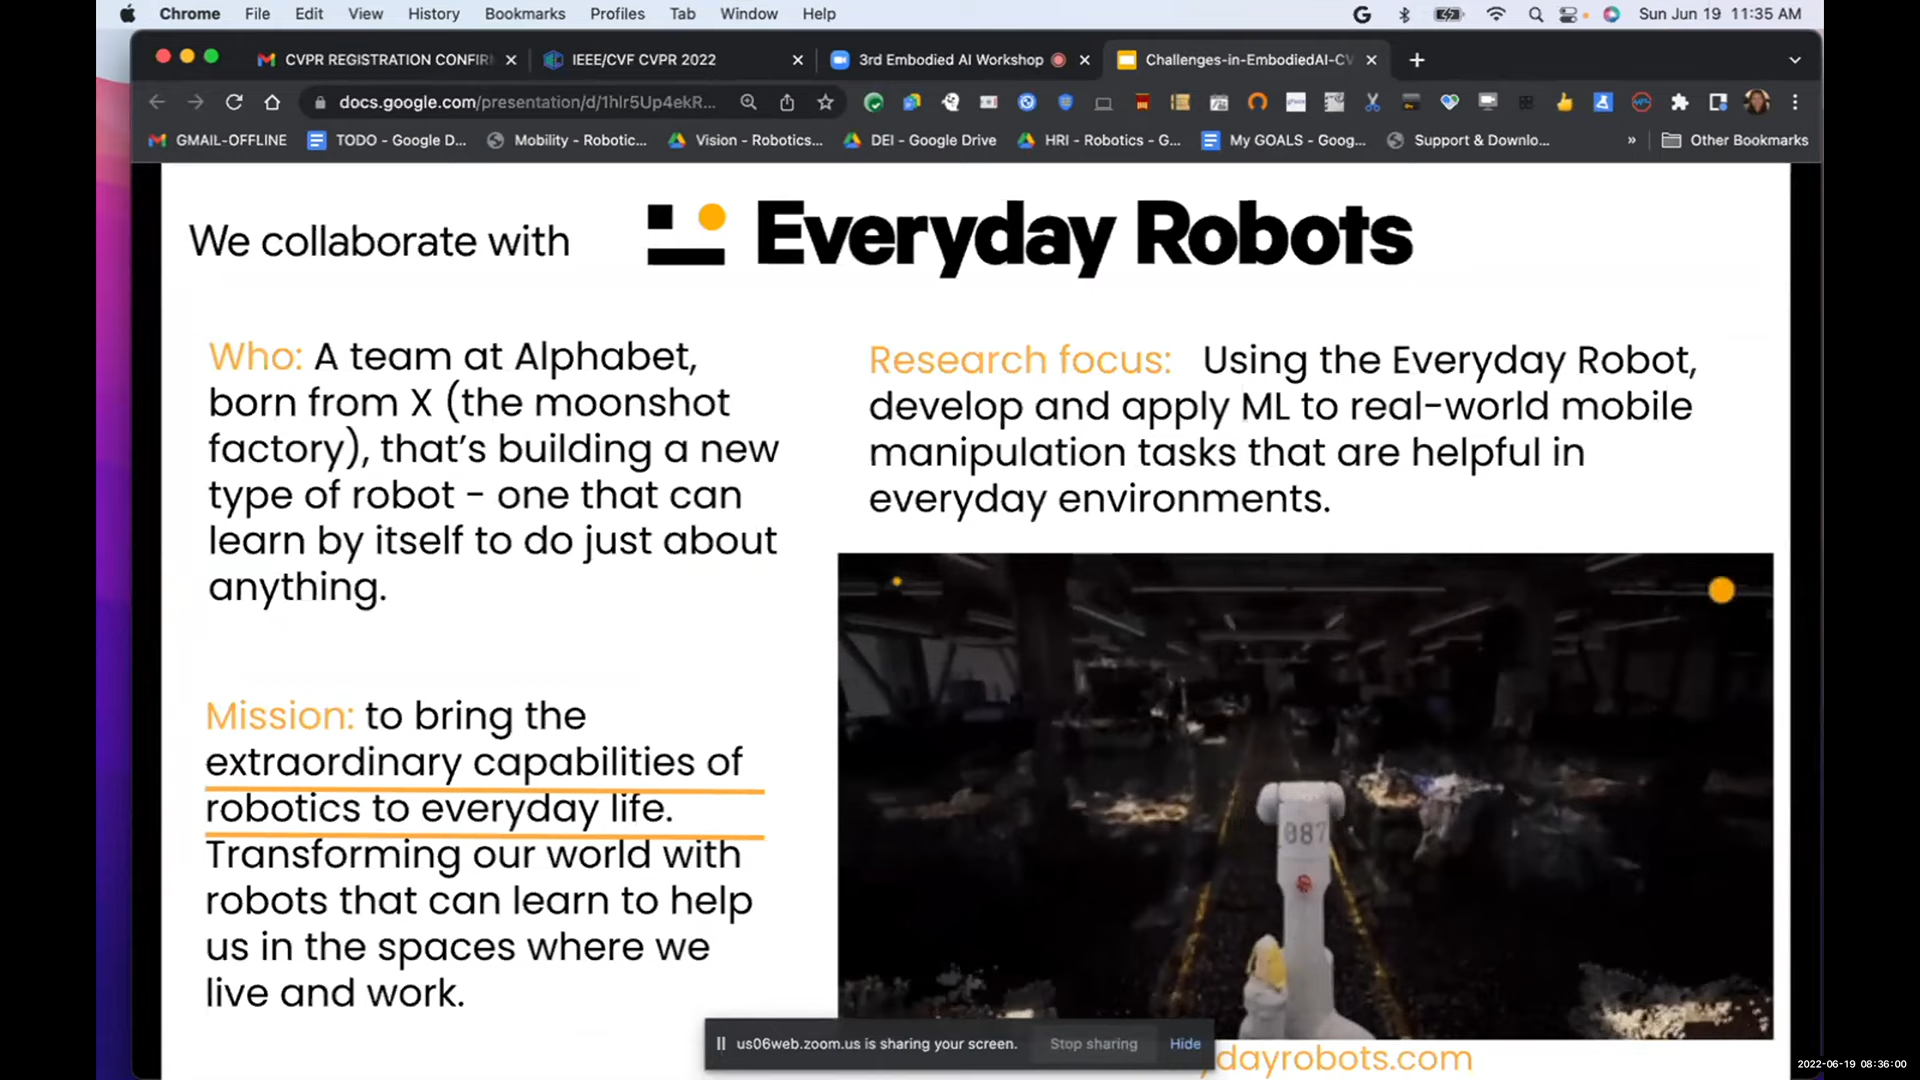 Chrome File Edit View History Bookmarks Profiles Tab Window Help Sun Jun 19 11:35 AM
CVPR REGISTRATION CONFIR IEEE/CVF CVPR 2022 3rd Embodied AI Workshop Challenges-in-EmbodiedAI-CV
docs.google.com/presentation/d/1hlr5Up4ekR...
GMAIL-OFFLINE TODO - Google D... Mobility - Robotic... Vision - Robotics... DEI - Google Drive HRI - Robotics - G... My GOALS - Goog... Support & Downlo... » Other Bookmarks
We collaborate with Everyday Robots
Who: A team at Alphabet,
born from X (the moonshot
factory), that's building a new
type of robot - one that can
learn by itself to do just about
anything.
Research focus: Using the Everyday Robot,
develop and apply ML to real-world mobile
manipulation tasks that are helpful in
everyday environments.
Mission: to bring the
extraordinary capabilities of
robotics to everyday life.
Transforming our world with
robots that can learn to help
us in the spaces where we
live and work.
087
us06web.zoom.us is sharing your screen. Stop sharing Hide
dayrobots.com
2022-06-19 08:36:00